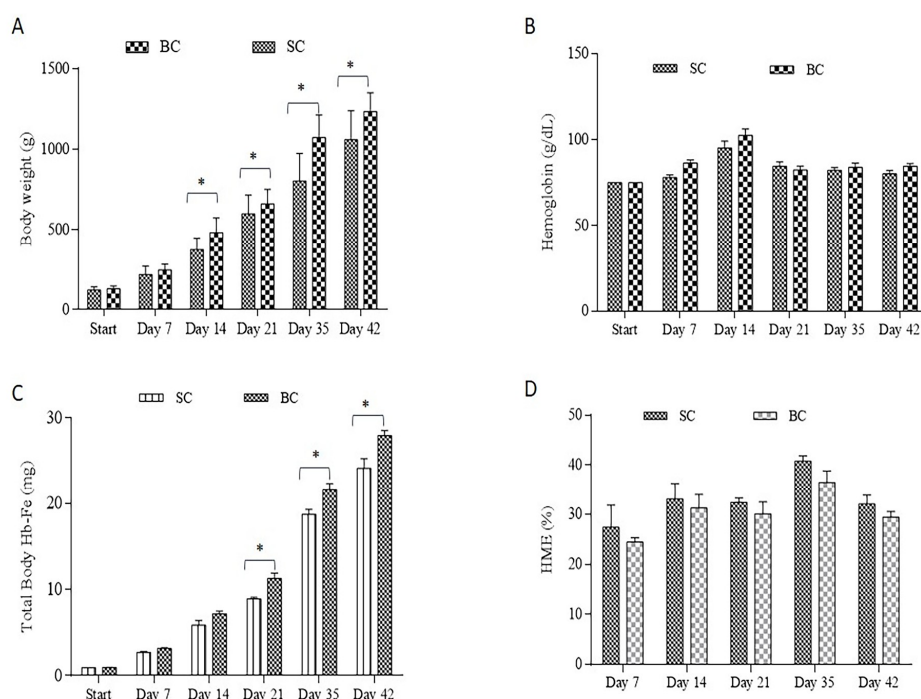 A
BC SC
1500
1000
500
0
Body weight (g)
* * * * *
Start Day 7 Day 14 Day 21 Day 35 Day 42
B
SC BC
150
100
50
0
Hemoglobin (g/dL)
Start Day 7 Day 14 Day 21 Day 35 Day 42
C
SC BC
30
20
10
0
Total Body Hb-Fe (mg)
* * *
Start Day 7 Day 14 Day 21 Day 35 Day 42
D
SC BC
50
40
30
20
10
0
HME (%)
Day 7 Day 14 Day 21 Day 35 Day 42